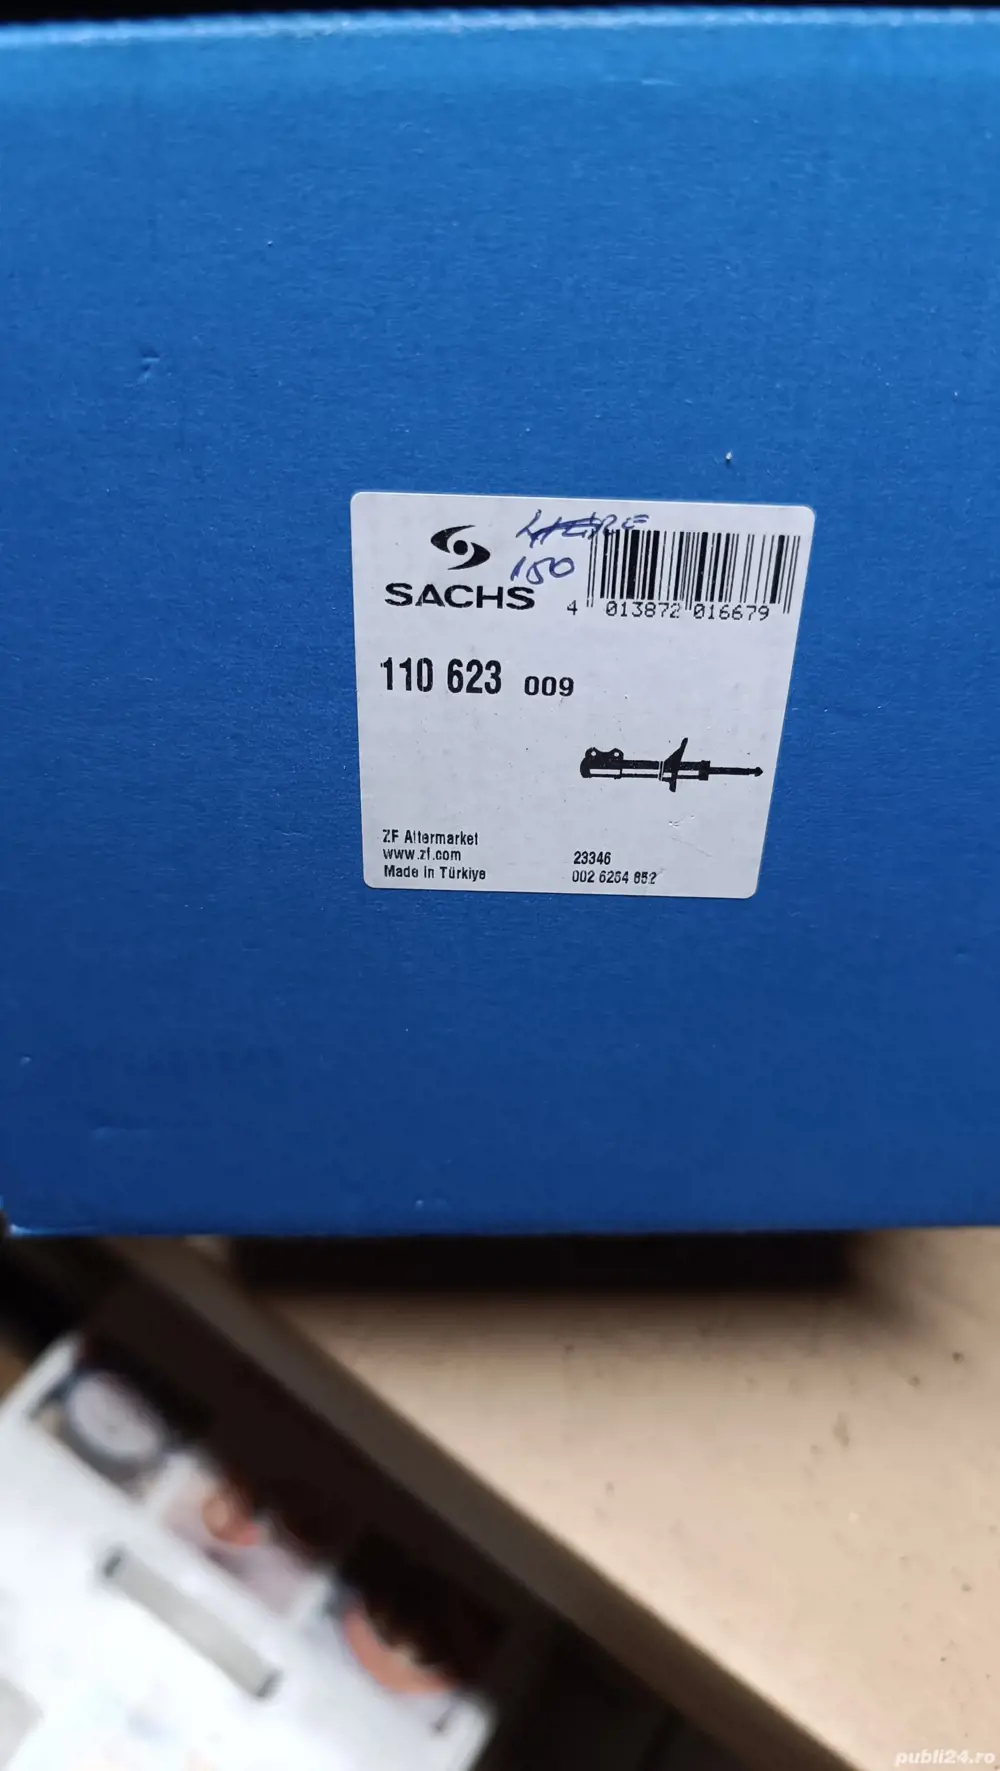 150
SACHS
4 013872 016679
110 623 009
ZF Aftermarket
www.zf.com
Made in Türkiye
23346
002 6264 852
publi24.ro